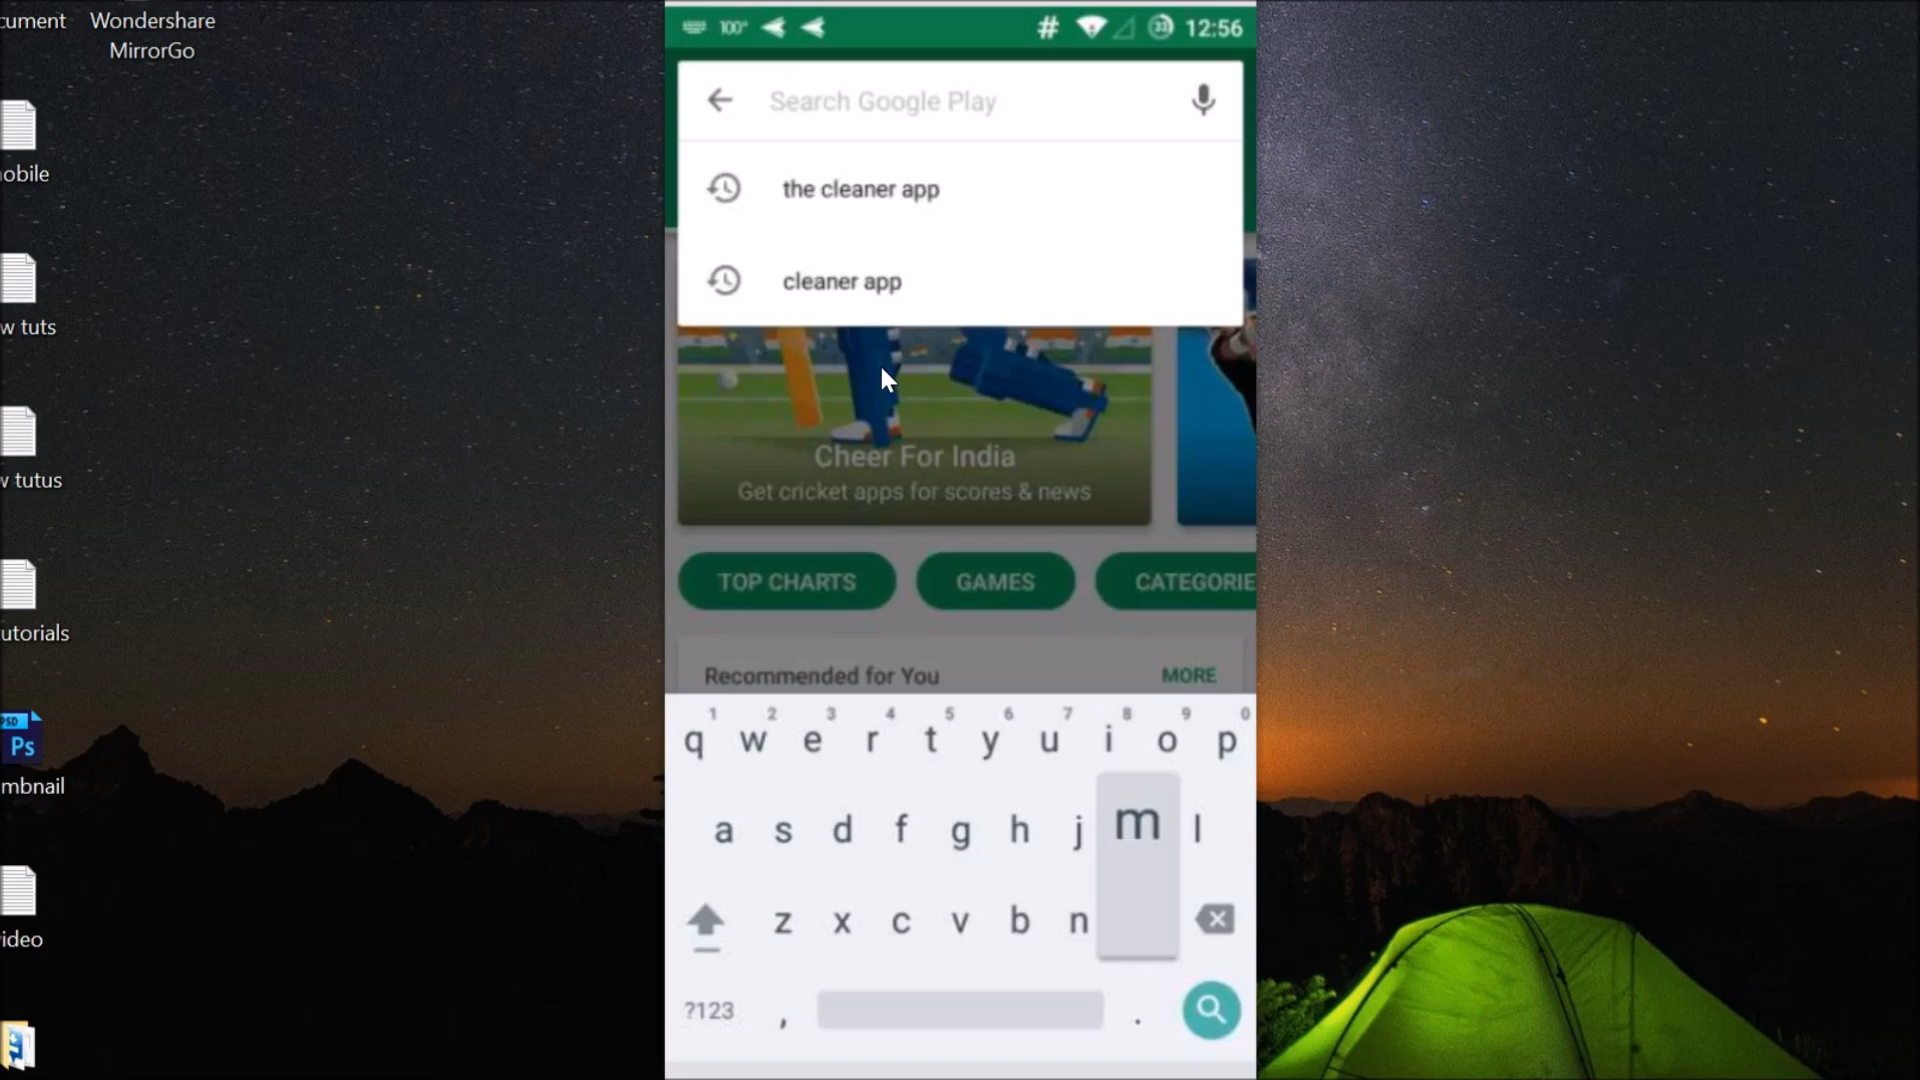 cument
Wondershare
MirrorGo
obile
w tuts
w tutus
utorials
PSD
Ps
mbnail
ideo
100° 33 12:56
Search Google Play
the cleaner app
cleaner app
Cheer For India
Get cricket apps for scores & news
TOP CHARTS GAMES CATEGORIE
Recommended for You MORE
1 2 3 4 5 6 7 8 9 0
q w e r t y u i o p
a s d f g h j m l
z x c v b n
?123 , .